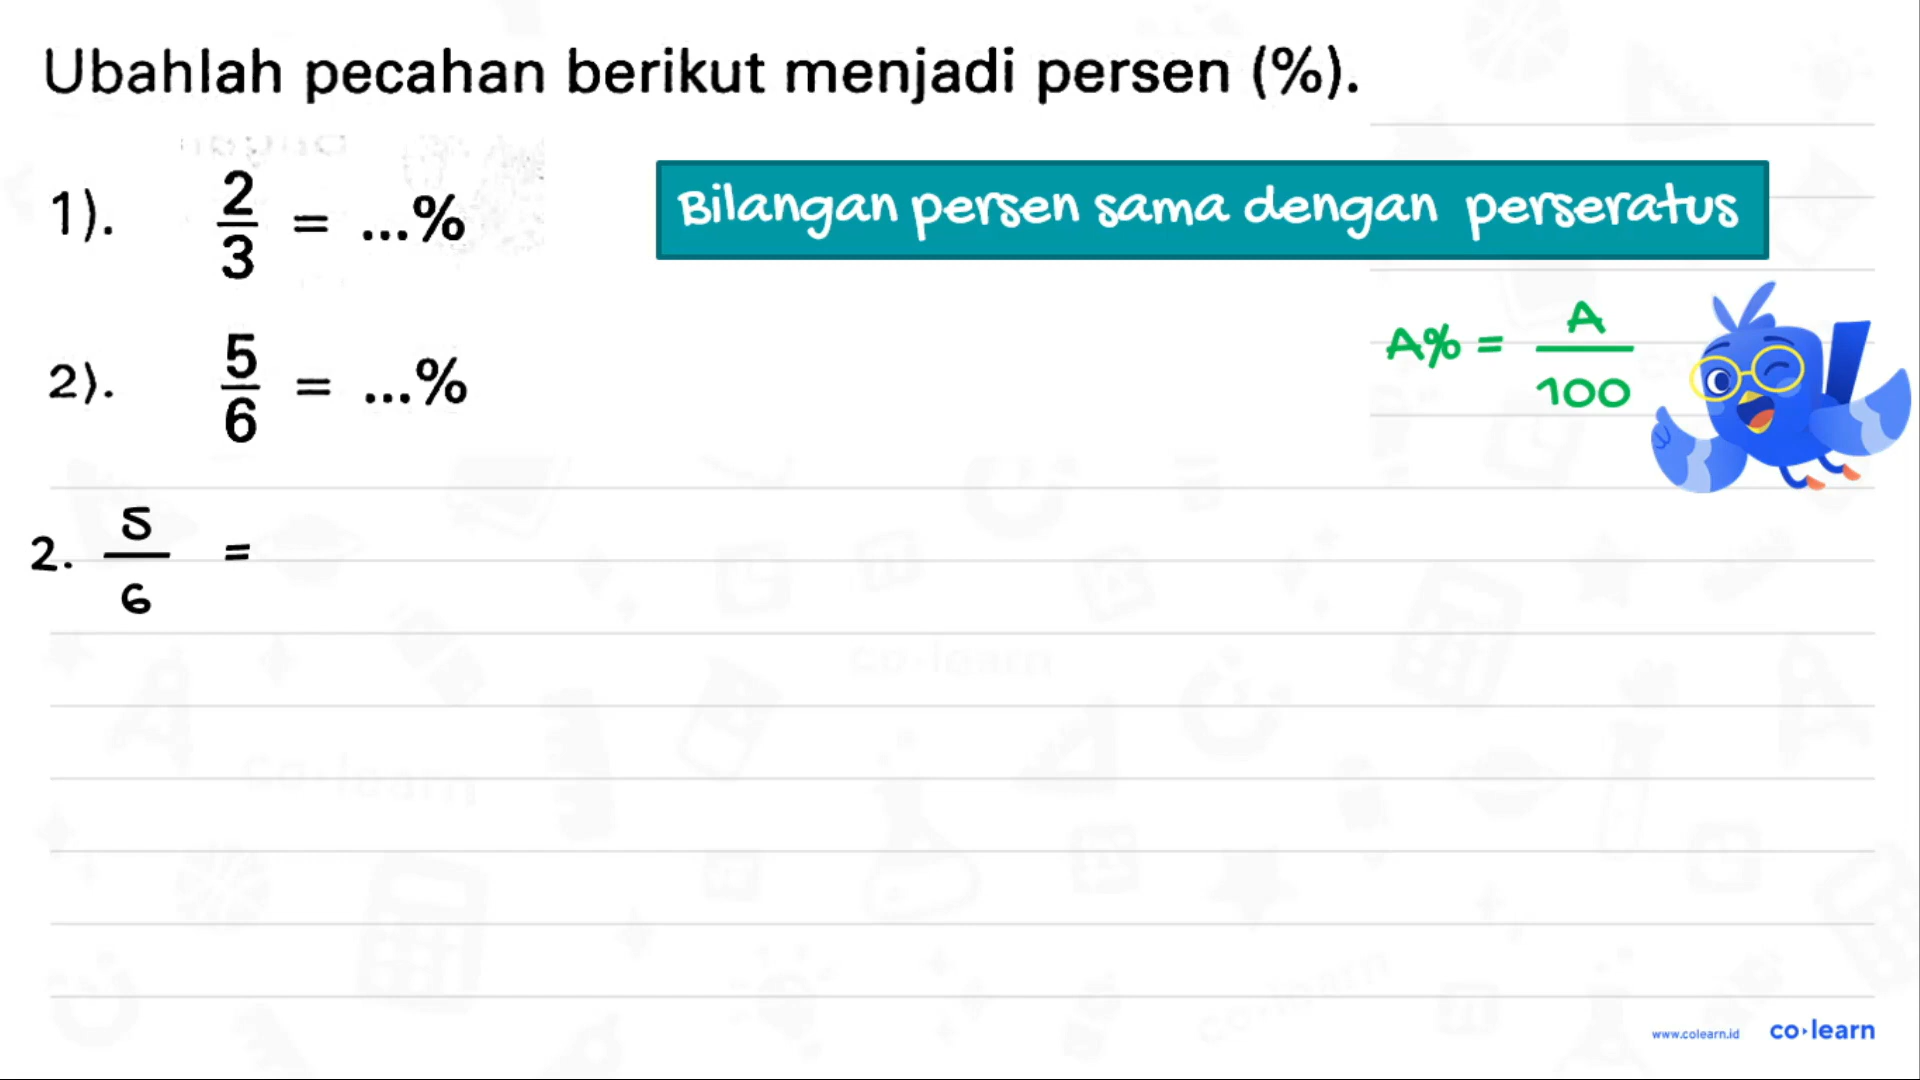 Ubahlah pecahan berikut menjadi persen (%).
1). 2/3 = ...%
Bilangan persen sama dengan perseratus
A% = A/100
2). 5/6 = ...%
2. 5/6 =
www.colearn.id co·learn